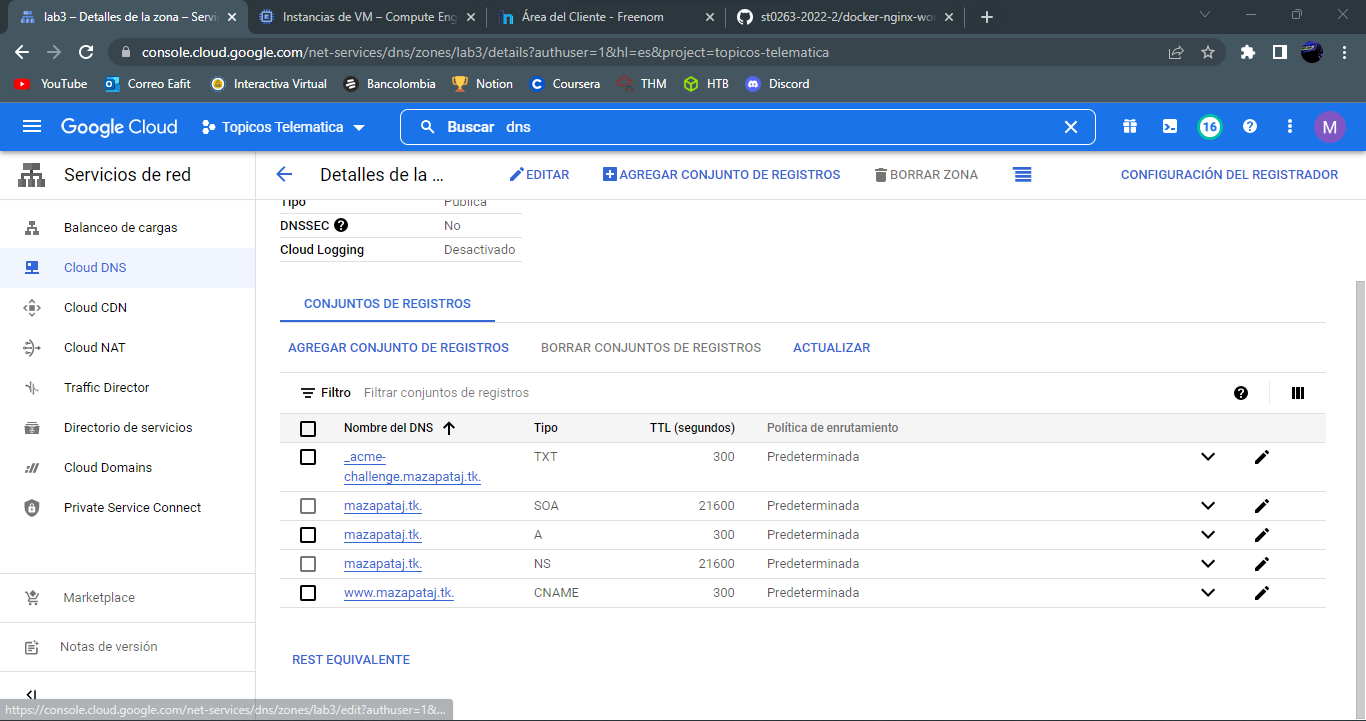 lab3 – Detalles de la zona – Servi
Instancias de VM – Compute Eng
Área del Cliente - Freenom
st0263-2022-2/docker-nginx-wor
console.cloud.google.com/net-services/dns/zones/lab3/details?authuser=1&hl=es&project=topicos-telematica
YouTube
Correo Eafit
Interactiva Virtual
Bancolombia
Notion
Coursera
THM
HTB
Discord
Google Cloud
Topicos Telematica
Buscar dns
16
M
Servicios de red
Detalles de la ...
EDITAR
AGREGAR CONJUNTO DE REGISTROS
BORRAR ZONA
CONFIGURACIÓN DEL REGISTRADOR
Balanceo de cargas
Cloud DNS
Cloud CDN
Cloud NAT
Traffic Director
Directorio de servicios
Cloud Domains
Private Service Connect
Marketplace
Notas de versión
Tipo Pública
DNSSEC No
Cloud Logging Desactivado
CONJUNTOS DE REGISTROS
AGREGAR CONJUNTO DE REGISTROS BORRAR CONJUNTOS DE REGISTROS ACTUALIZAR
Filtro Filtrar conjuntos de registros
Nombre del DNS Tipo TTL (segundos) Política de enrutamiento
_acme-
challenge.mazapataj.tk. TXT 300 Predeterminada
mazapataj.tk. SOA 21600 Predeterminada
mazapataj.tk. A 300 Predeterminada
mazapataj.tk. NS 21600 Predeterminada
www.mazapataj.tk. CNAME 300 Predeterminada
REST EQUIVALENTE
https://console.cloud.google.com/net-services/dns/zones/lab3/edit?authuser=1&...